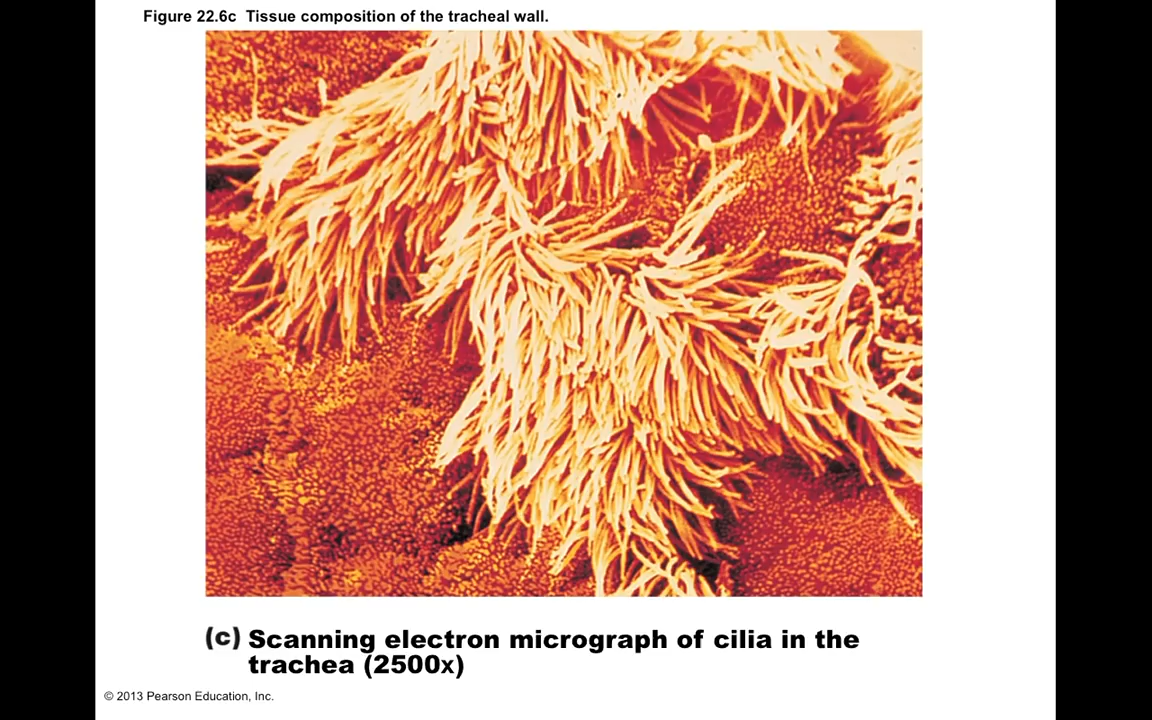 Figure 22.6c Tissue composition of the tracheal wall.
(c) Scanning electron micrograph of cilia in the
trachea (2500x)
© 2013 Pearson Education, Inc.